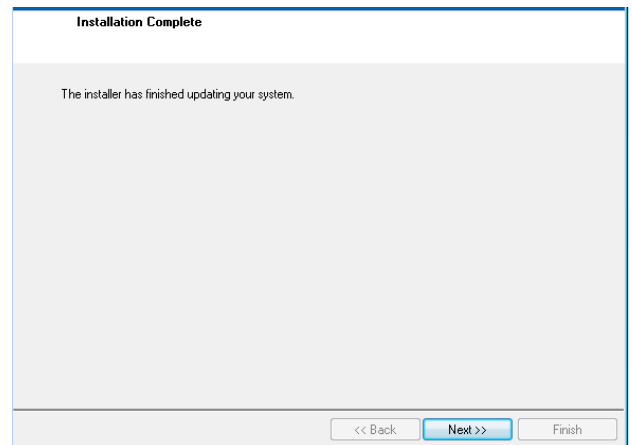 Installation Complete
The installer has finished updating your system.
<< Back
Next >>
Finish